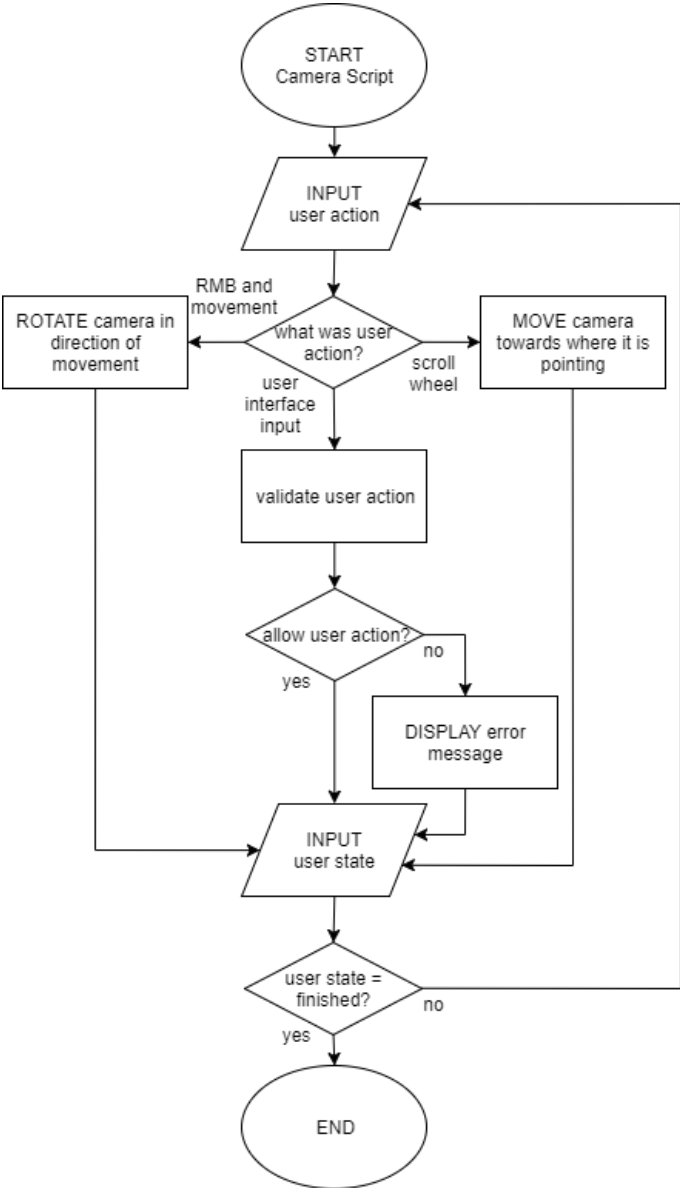 START
Camera Script
INPUT
user action
RMB and
movement
ROTATE camera in
direction of
movement
what was user
action?
MOVE camera
towards where it is
pointing
scroll
wheel
user
interface
input
validate user action
allow user action?
no
yes
DISPLAY error
message
INPUT
user state
user state =
finished?
no
yes
END